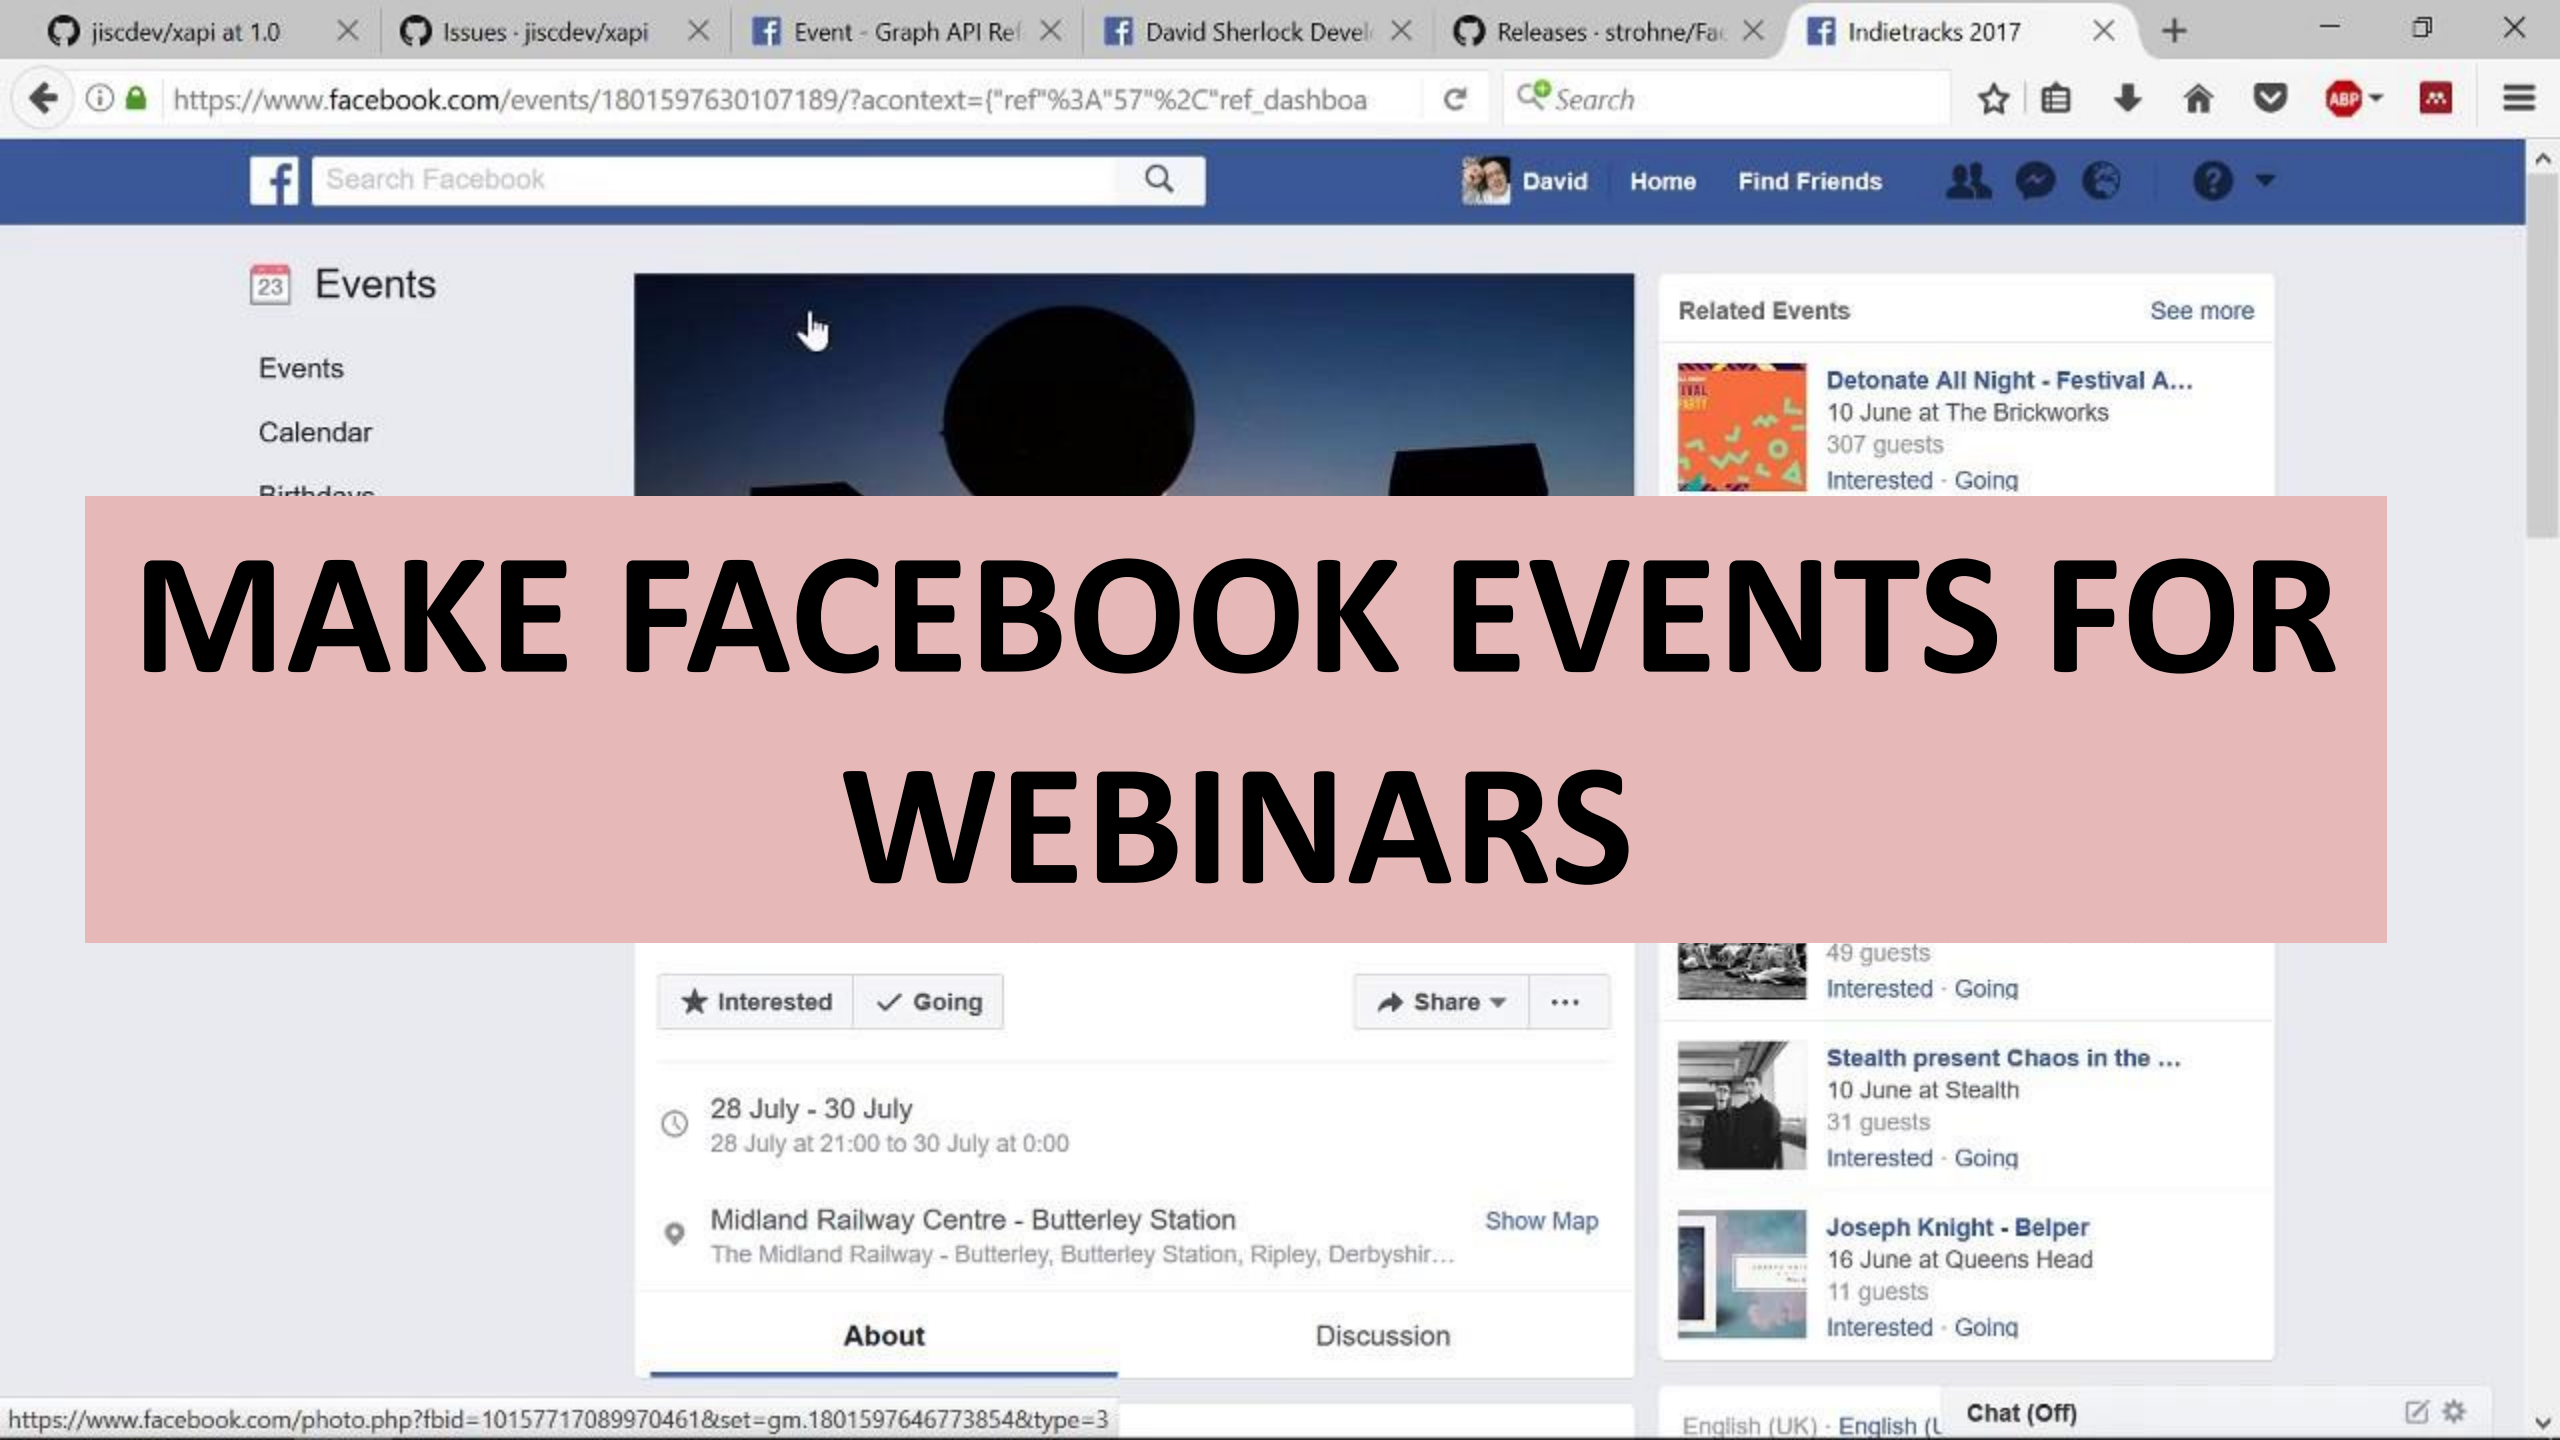 jiscdev/xapi at 1.0
Issues · jiscdev/xapi
Event - Graph API Ref
David Sherlock Devel
Releases · strohne/Fac
Indietracks 2017
https://www.facebook.com/events/1801597630107189/?acontext={"ref"%3A"57"%2C"ref_dashboa
Search
ABP
Search Facebook
David
Home
Find Friends
23
Events
Events
Calendar
Birthdays
Related Events
See more
Detonate All Night - Festival A...
10 June at The Brickworks
307 guests
Interested · Going
MAKE FACEBOOK EVENTS FOR
WEBINARS
49 guests
Interested · Going
Interested
Going
Share
28 July - 30 July
28 July at 21:00 to 30 July at 0:00
Midland Railway Centre - Butterley Station
Show Map
The Midland Railway - Butterley, Butterley Station, Ripley, Derbyshir...
About
Discussion
Stealth present Chaos in the ...
10 June at Stealth
31 guests
Interested · Going
Joseph Knight - Belper
16 June at Queens Head
11 guests
Interested · Going
https://www.facebook.com/photo.php?fbid=10157717089970461&set=gm.1801597646773854&type=3
English (UK) · English (U
Chat (Off)